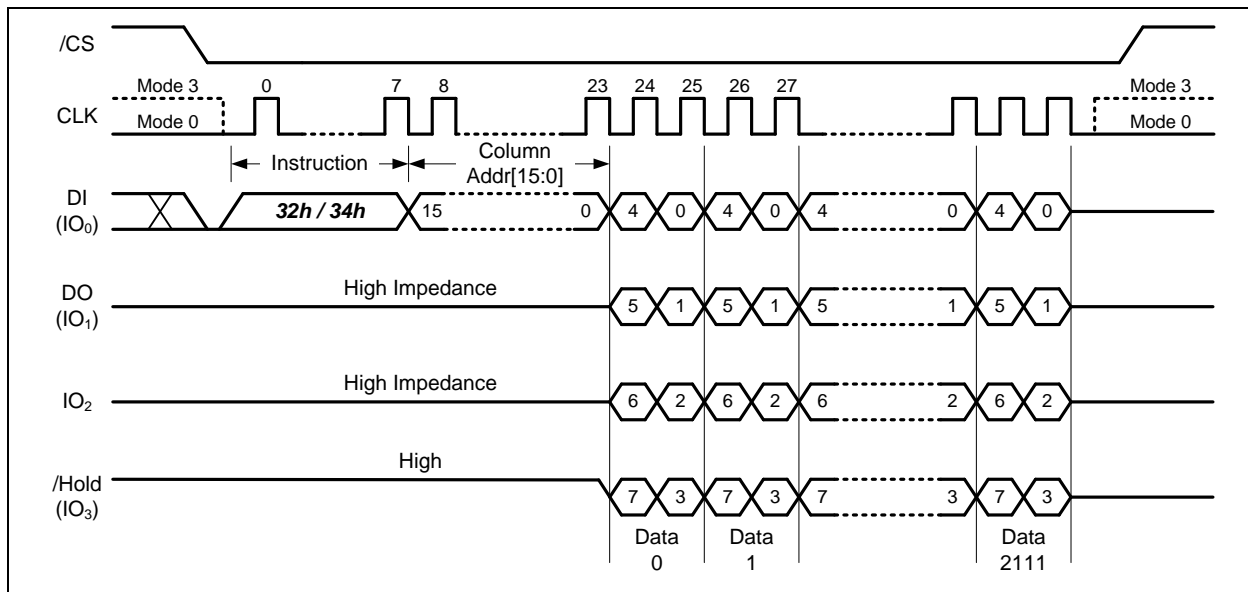 /CS
Mode 3 0 7 8 23 24 25 26 27 Mode 3
CLK
Mode 0 Mode 0
Instruction Column
Addr[15:0]
DI
(IO0) 32h / 34h 15 0 4 0 4 0 4 0 4 0
High Impedance
DO
(IO1) 5 1 5 1 5 1 5 1
High Impedance
IO2 6 2 6 2 6 2 6 2
High
/Hold
(IO3) 7 3 7 3 7 3 7 3
Data Data Data
0 1 2111